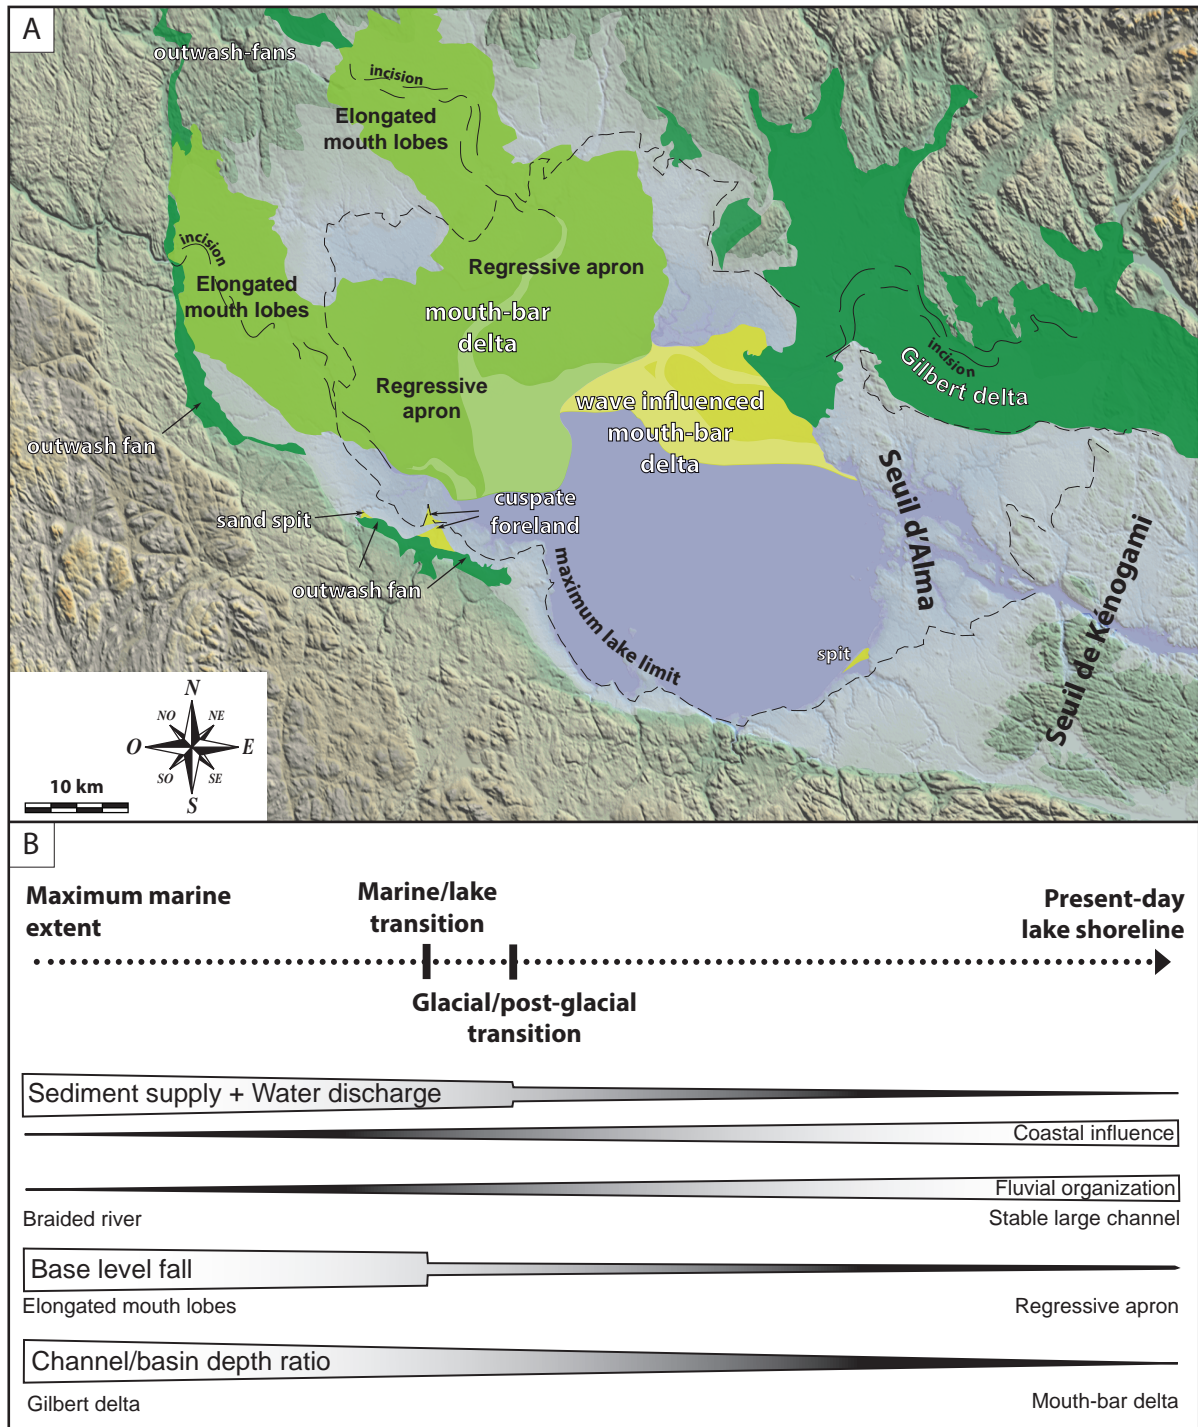 A
outwash-fans
incision
Elongated
mouth lobes
incision
Elongated
mouth lobes
Regressive apron
mouth-bar
delta
Regressive
apron
wave influenced
mouth-bar
delta
incision
Gilbert delta
outwash fan
sand spit
cuspate
foreland
outwash fan
maximum lake limit
Seuil d'Alma
Seuil de Kénogami
spit
N
NO
NE
O
E
SO
SE
S
10 km
B
Maximum marine
extent
Marine/lake
transition
Present-day
lake shoreline
Glacial/post-glacial
transition
Sediment supply + Water discharge
Coastal influence
Fluvial organization
Braided river
Stable large channel
Base level fall
Elongated mouth lobes
Regressive apron
Channel/basin depth ratio
Gilbert delta
Mouth-bar delta